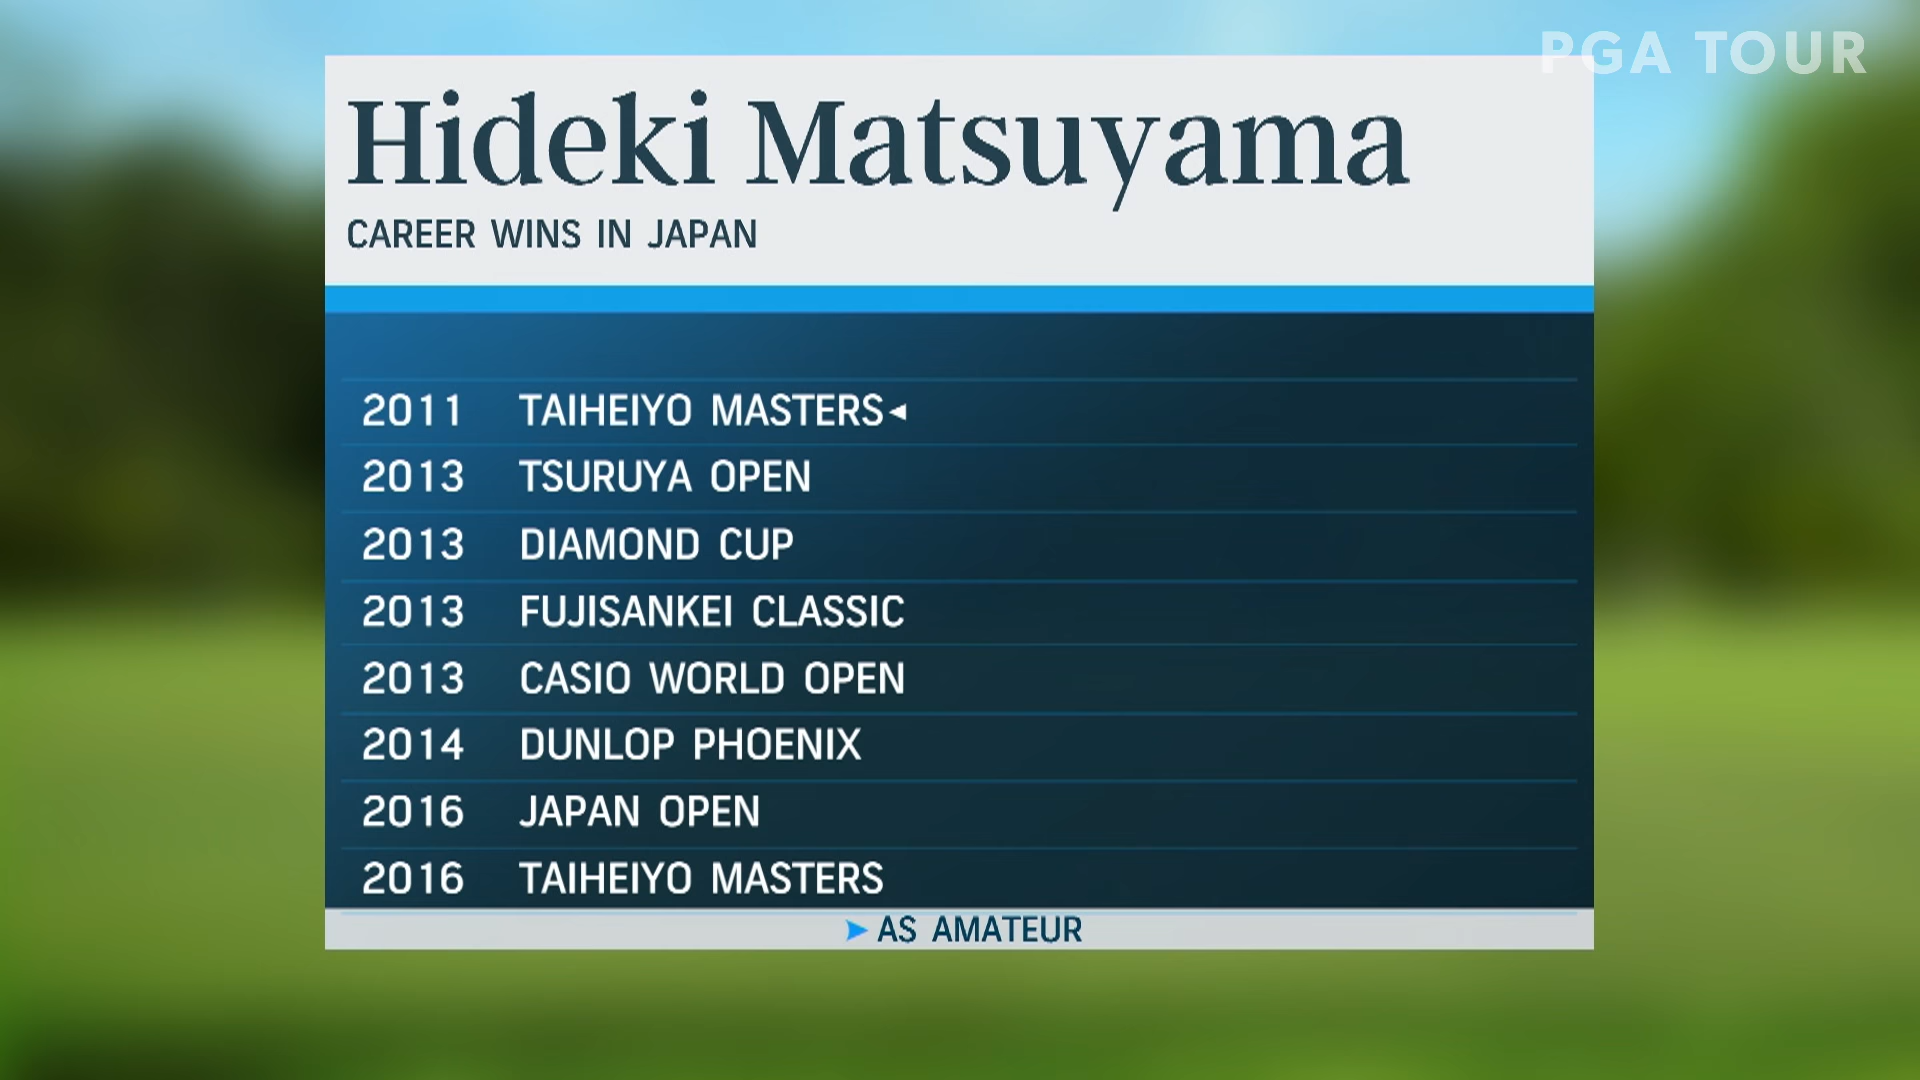 PGA TOUR
Hideki Matsuyama
CAREER WINS IN JAPAN
2011 TAIHEIYO MASTERS◄
2013 TSURUYA OPEN
2013 DIAMOND CUP
2013 FUJISANKEI CLASSIC
2013 CASIO WORLD OPEN
2014 DUNLOP PHOENIX
2016 JAPAN OPEN
2016 TAIHEIYO MASTERS
➤ AS AMATEUR